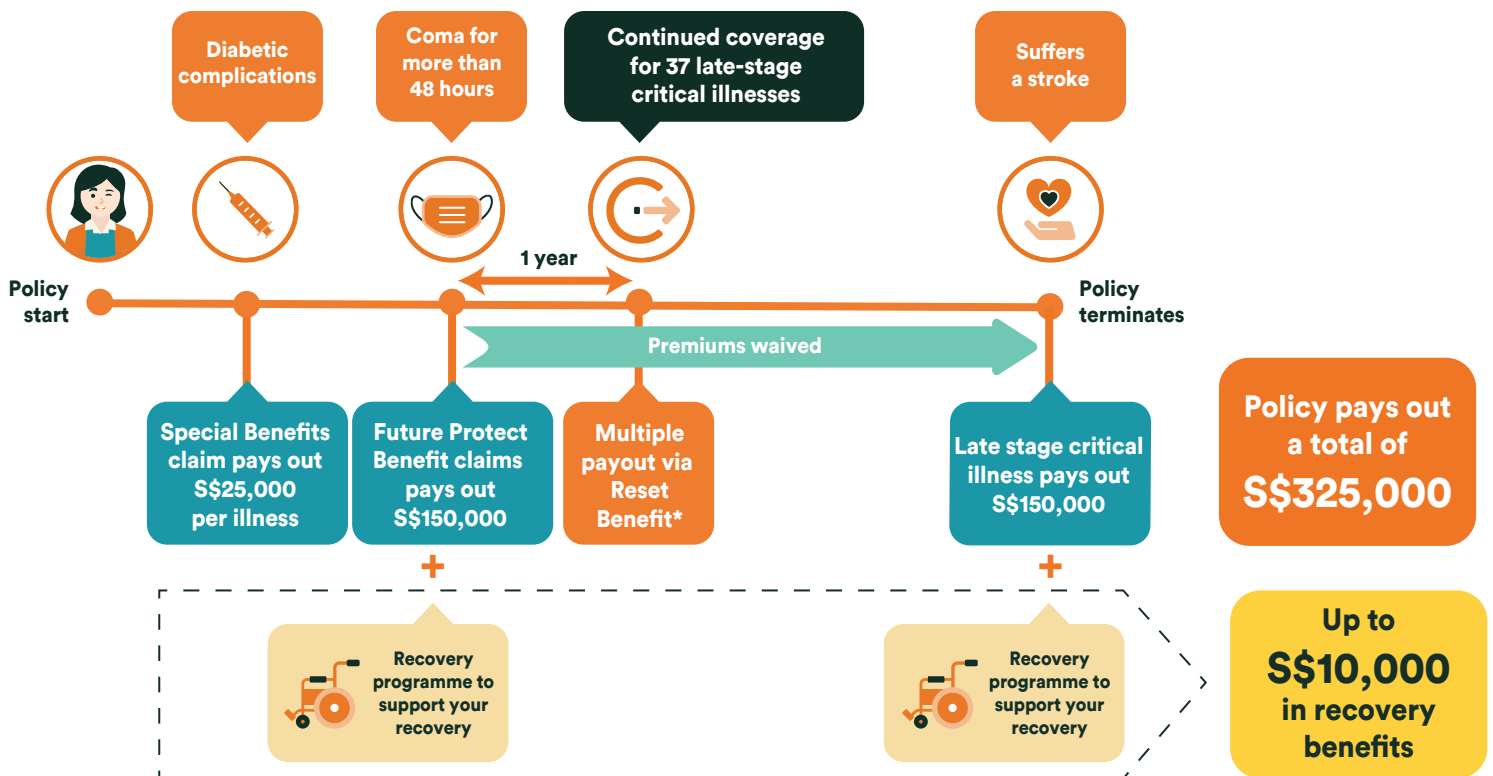 Diabetic
complications
Coma for
more than
48 hours
Continued coverage
for 37 late-stage
critical illnesses
Suffers
a stroke
1 year
Policy
start
Policy
terminates
Premiums waived
Special Benefits
claim pays out
S$25,000
per illness
Future Protect
Benefit claims
pays out
S$150,000
Multiple
payout via
Reset
Benefit*
Late stage critical
illness pays out
S$150,000
Policy pays out
a total of
S$325,000
+
+
Recovery
programme to
support your
recovery
Recovery
programme to
support your
recovery
Up to
S$10,000
in recovery
benefits